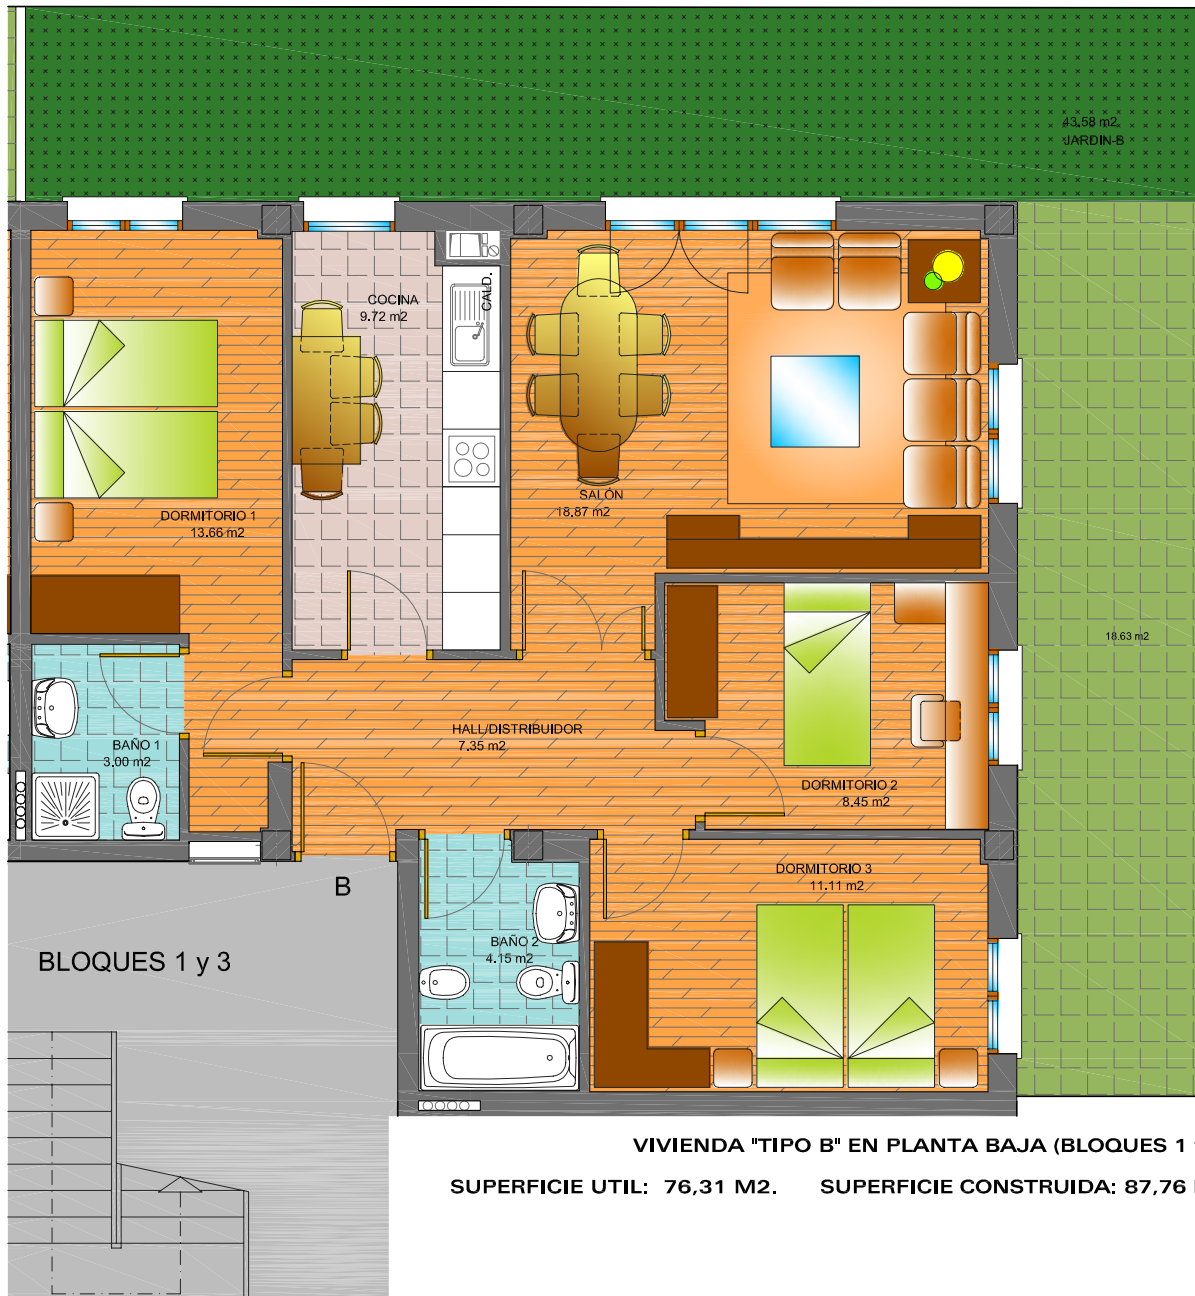 43.58 m2
JARDIN-B
COCINA
9.72 m2
CALD.
SALÓN
18.87 m2
DORMITORIO 1
13.66 m2
18.63 m2
HALL/DISTRIBUIDOR
7.35 m2
BAÑO 1
3.00 m2
DORMITORIO 2
8.45 m2
DORMITORIO 3
11.11 m2
B
BAÑO 2
4.15 m2
BLOQUES 1 y 3
VIVIENDA "TIPO B" EN PLANTA BAJA (BLOQUES 1
SUPERFICIE UTIL: 76,31 M2. SUPERFICIE CONSTRUIDA: 87,76